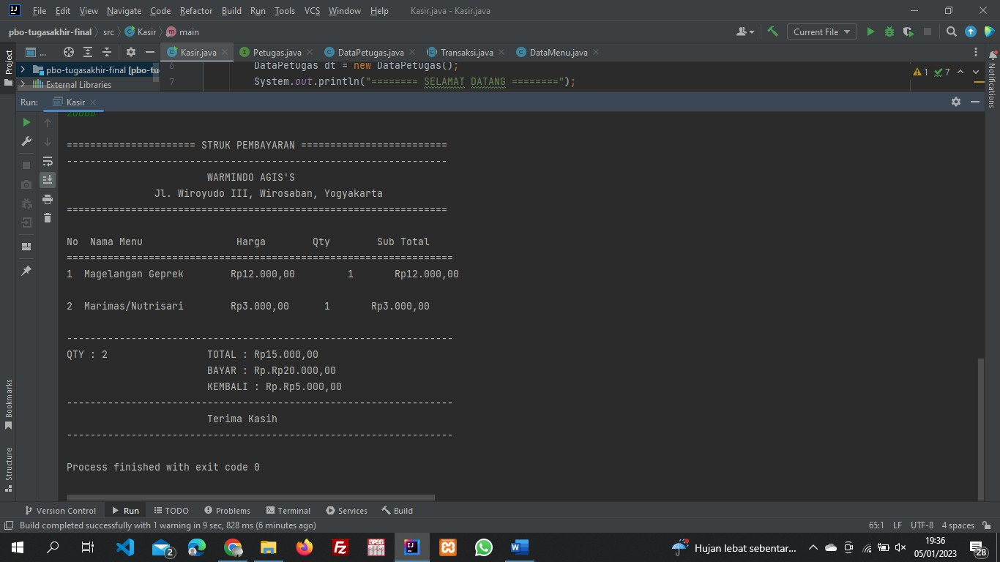 File Edit View Navigate Code Refactor Build Run Tools VCS Window Help Kasir.java - Kasir.java
pbo-tugasakhir-final src Kasir main Current File
Project ... Kasir.java Petugas.java DataPetugas.java Transaksi.java DataMenu.java
pbo-tugasakhir-final [pbo-tu 6 DataPetugas dt = new DataPetugas(); 1 7
External Libraries 7 System.out.println("======== SELAMAT DATANG ========");
Notifications
Run: Kasir
====================== STRUK PEMBAYARAN =========================
-----------------------------------------------------------------
WARMINDO AGIS'S
Jl. Wiroyudo III, Wirosaban, Yogyakarta
=================================================================
No Nama Menu Harga Qty Sub Total
==================================================================
1 Magelangan Geprek Rp12.000,00 1 Rp12.000,00
2 Marimas/Nutrisari Rp3.000,00 1 Rp3.000,00
------------------------------------------------------------------
QTY : 2 TOTAL : Rp15.000,00
BAYAR : Rp.Rp20.000,00
KEMBALI : Rp.Rp5.000,00
------------------------------------------------------------------
Terima Kasih
------------------------------------------------------------------
Process finished with exit code 0
Bookmarks
Structure
Version Control Run TODO Problems Terminal Services Build
Build completed successfully with 1 warning in 9 sec, 828 ms (6 minutes ago) 65:1 LF UTF-8 4 spaces
2 Hujan lebat sebentar... 19:36
05/01/2023 28